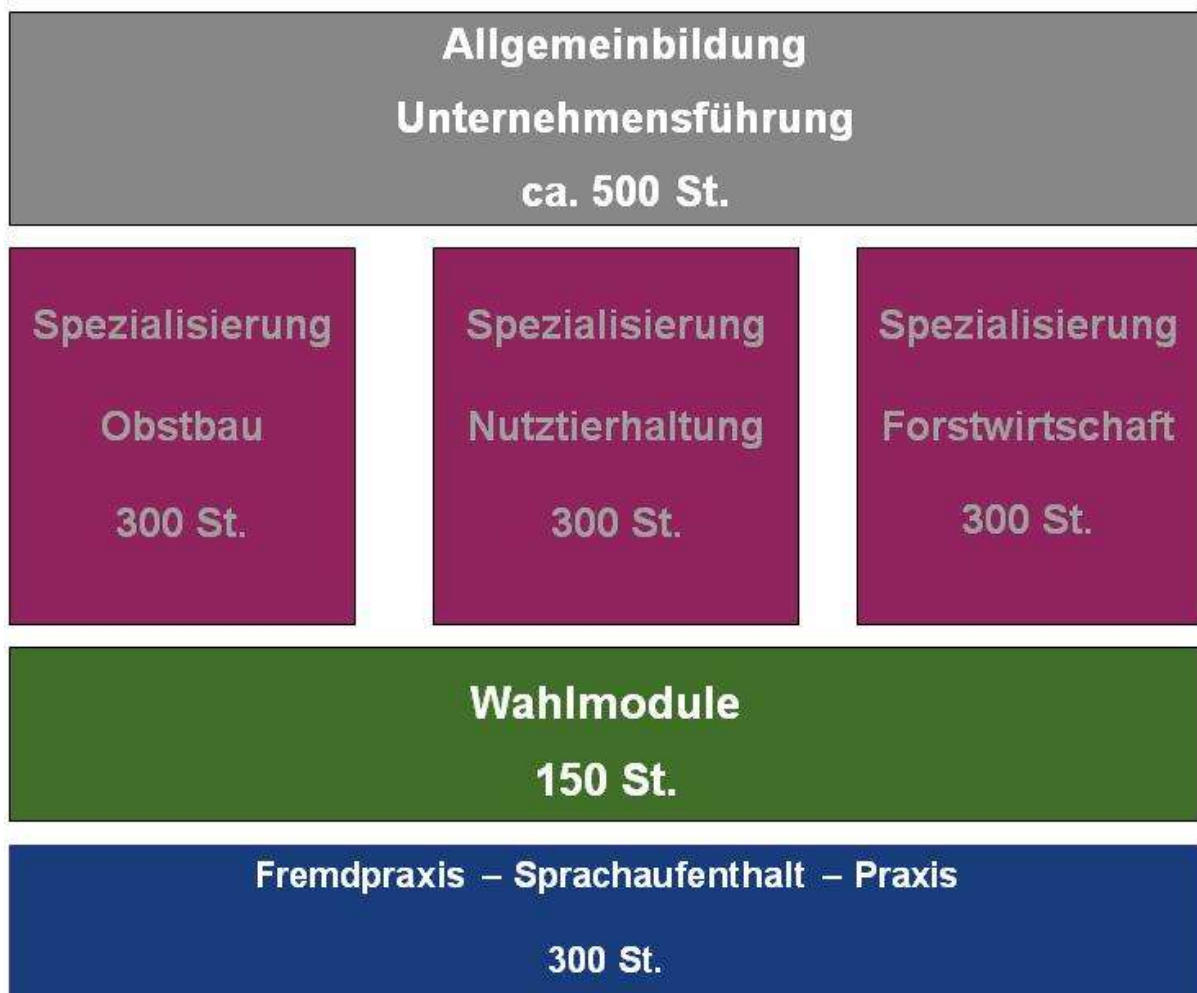 Allgemeinbildung
Unternehmensführung
ca. 500 St.
Spezialisierung
Obstbau
300 St.
Spezialisierung
Nutztierhaltung
300 St.
Spezialisierung
Forstwirtschaft
300 St.
Wahlmodule
150 St.
Fremdpraxis – Sprachaufenthalt – Praxis
300 St.